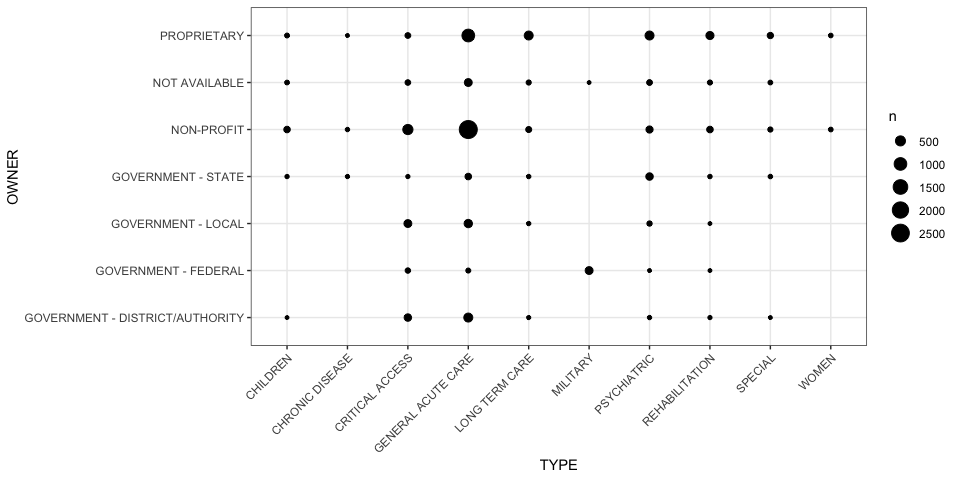 PROPRIETARY
NOT AVAILABLE
NON-PROFIT
GOVERNMENT - STATE
GOVERNMENT - LOCAL
GOVERNMENT - FEDERAL
GOVERNMENT - DISTRICT/AUTHORITY
OWNER
CHILDREN
CHRONIC DISEASE
CRITICAL ACCESS
GENERAL ACUTE CARE
LONG TERM CARE
MILITARY
PSYCHIATRIC
REHABILITATION
SPECIAL
WOMEN
TYPE
n
500
1000
1500
2000
2500